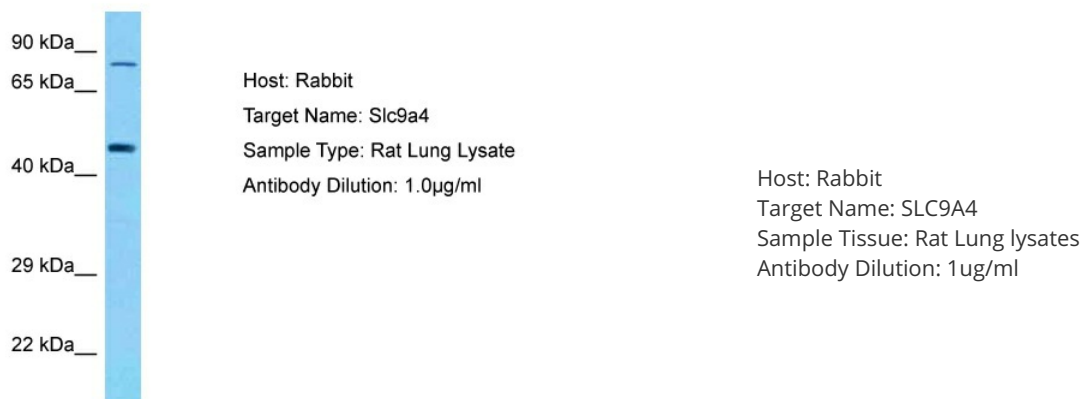 90 kDa__
65 kDa__
40 kDa__
29 kDa__
22 kDa__
Host: Rabbit
Target Name: Slc9a4
Sample Type: Rat Lung Lysate
Antibody Dilution: 1.0µg/ml
Host: Rabbit
Target Name: SLC9A4
Sample Tissue: Rat Lung lysates
Antibody Dilution: 1ug/ml